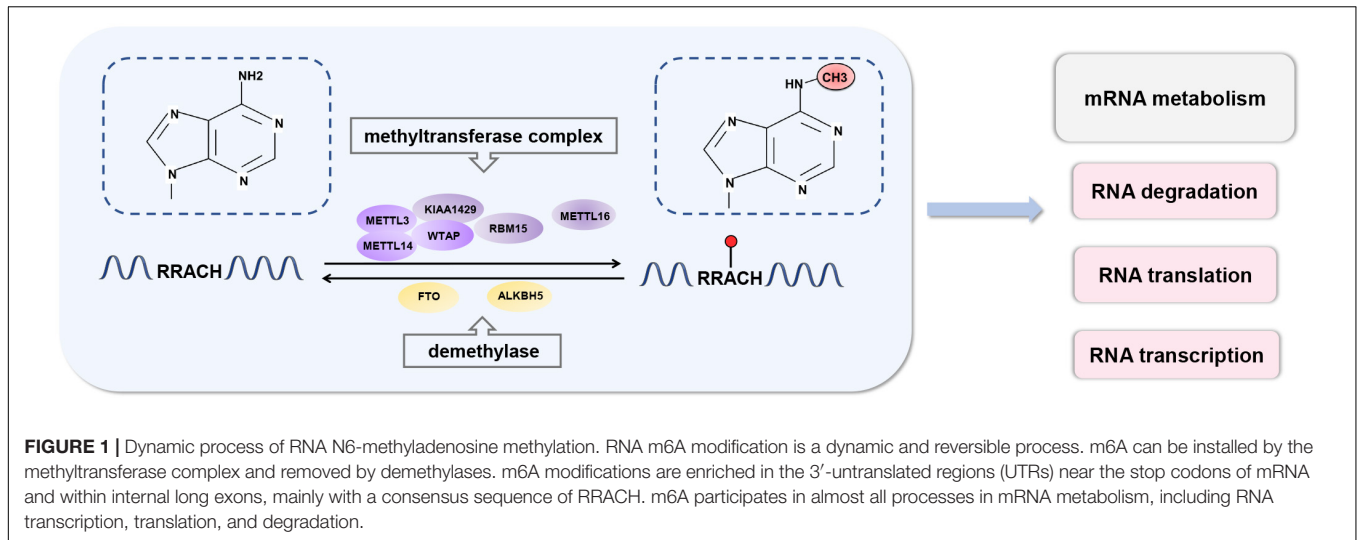 NH2
N
N
N
N
methyltransferase complex
METTL3
KIAA1429
METTL14
WTAP
RBM15
METTL16
RRACH
FTO
ALKBH5
demethylase
CH3
HN
N
N
N
N
RRACH
mRNA metabolism
RNA degradation
RNA translation
RNA transcription
FIGURE 1 | Dynamic process of RNA N6-methyladenosine methylation. RNA m6A modification is a dynamic and reversible process. m6A can be installed by the
methyltransferase complex and removed by demethylases. m6A modifications are enriched in the 3′-untranslated regions (UTRs) near the stop codons of mRNA
and within internal long exons, mainly with a consensus sequence of RRACH. m6A participates in almost all processes in mRNA metabolism, including RNA
transcription, translation, and degradation.